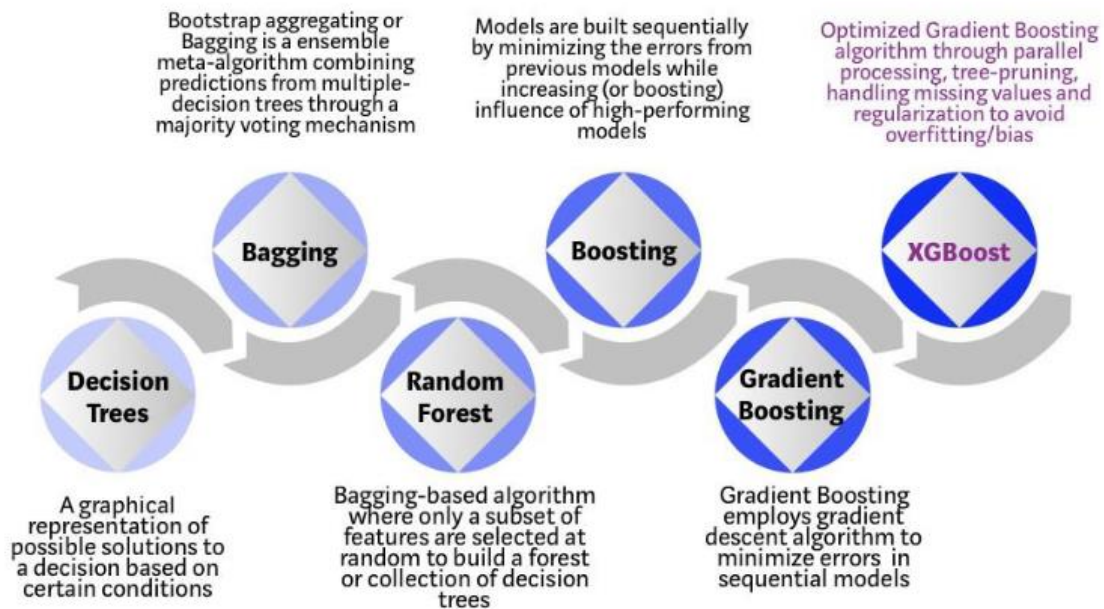 Bootstrap aggregating or
Bagging is a ensemble
meta-algorithm combining
predictions from multiple-
decision trees through a
majority voting mechanism
Models are built sequentially
by minimizing the errors from
previous models while
increasing (or boosting)
influence of high-performing
models
Optimized Gradient Boosting
algorithm through parallel
processing, tree-pruning,
handling missing values and
regularization to avoid
overfitting/bias
Bagging
Boosting
XGBoost
Decision
Trees
Random
Forest
Gradient
Boosting
A graphical
representation of
possible solutions to
a decision based on
certain conditions
Bagging-based algorithm
where only a subset of
features are selected at
random to build a forest
or collection of decision
trees
Gradient Boosting
employs gradient
descent algorithm to
minimize errors in
sequential models